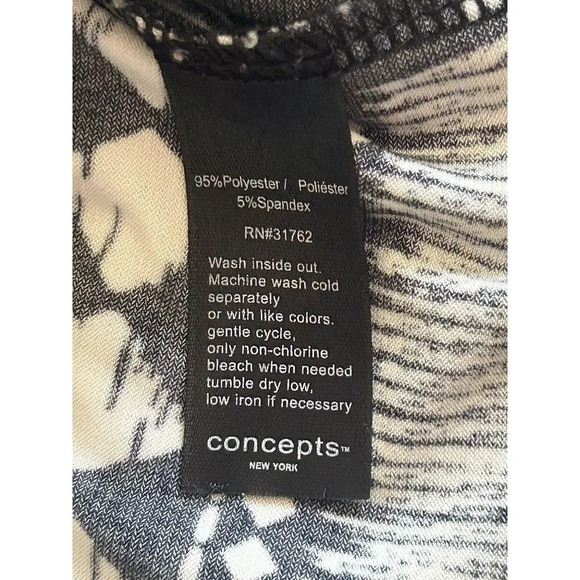 95%Polyester / Poliéster
5%Spandex
RN#31762
Wash inside out.
Machine wash cold
separately
or with like colors.
gentle cycle,
only non-chlorine
bleach when needed
tumble dry low,
low iron if necessary
concepts™
NEW YORK